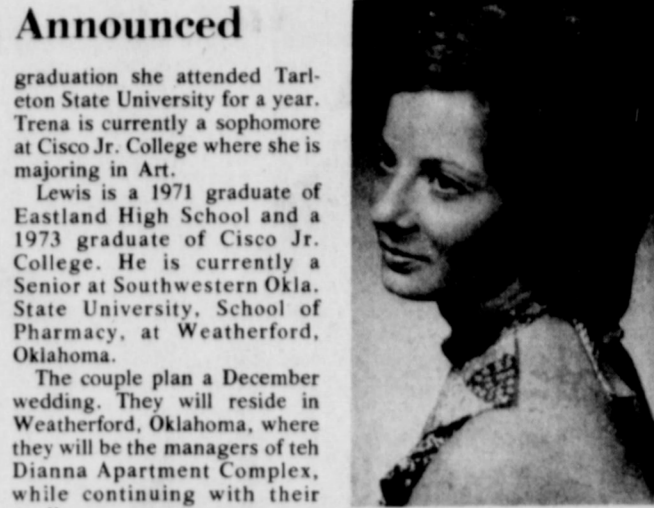 Announced
graduation she attended Tarl-
eton State University for a year.
Trena is currently a sophomore
at Cisco Jr. College where she is
majoring in Art.
Lewis is a 1971 graduate of
Eastland High School and a
1973 graduate of Cisco Jr.
College. He is currently a
Senior at Southwestern Okla.
State University, School of
Pharmacy, at Weatherford,
Oklahoma.
The couple plan a December
wedding. They will reside in
Weatherford, Oklahoma, where
they will be the managers of teh
Dianna Apartment Complex,
while continuing with their